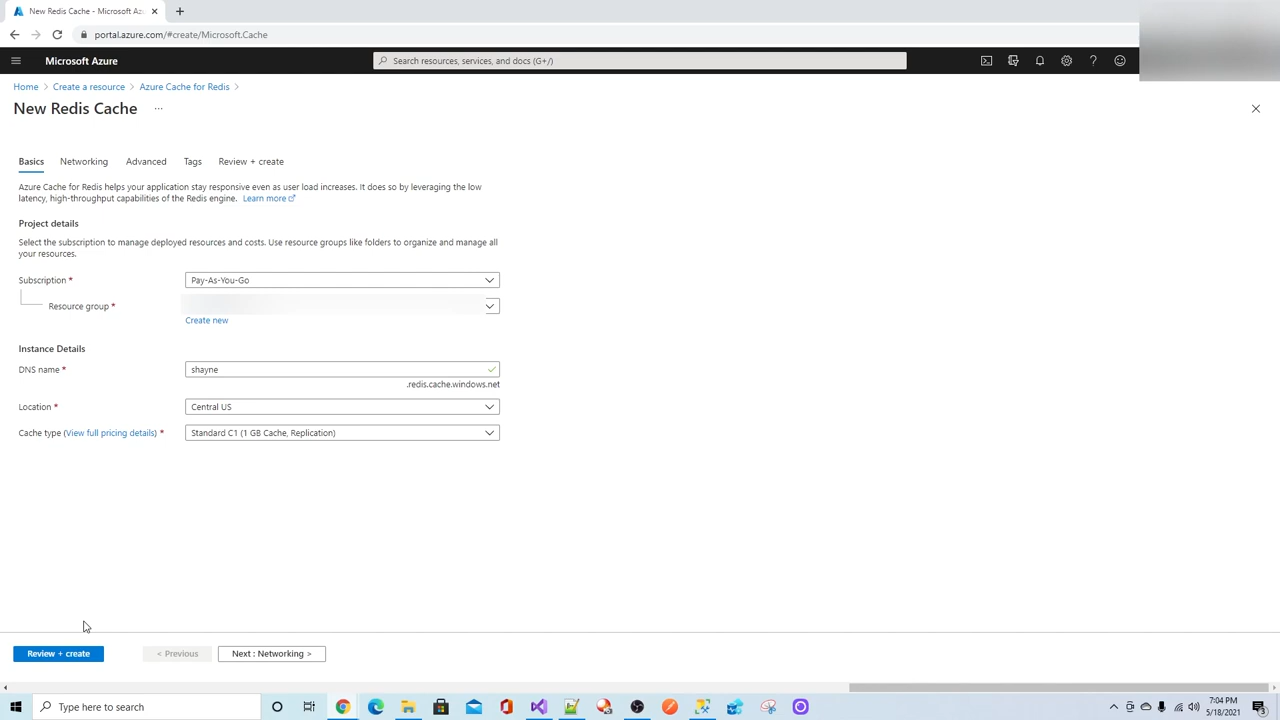 New Redis Cache - Microsoft Az
portal.azure.com/#create/Microsoft.Cache
Microsoft Azure
Search resources, services, and docs (G+/)
Home > Create a resource > Azure Cache for Redis >
New Redis Cache ...
Basics Networking Advanced Tags Review + create
Azure Cache for Redis helps your application stay responsive even as user load increases. It does so by leveraging the low
latency, high-throughput capabilities of the Redis engine. Learn more
Project details
Select the subscription to manage deployed resources and costs. Use resource groups like folders to organize and manage all
your resources.
Subscription * Pay-As-You-Go
Resource group *
Create new
Instance Details
DNS name * shayne
.redis.cache.windows.net
Location * Central US
Cache type (View full pricing details) * Standard C1 (1 GB Cache, Replication)
Review + create < Previous Next : Networking >
Type here to search
7:04 PM
5/18/2021